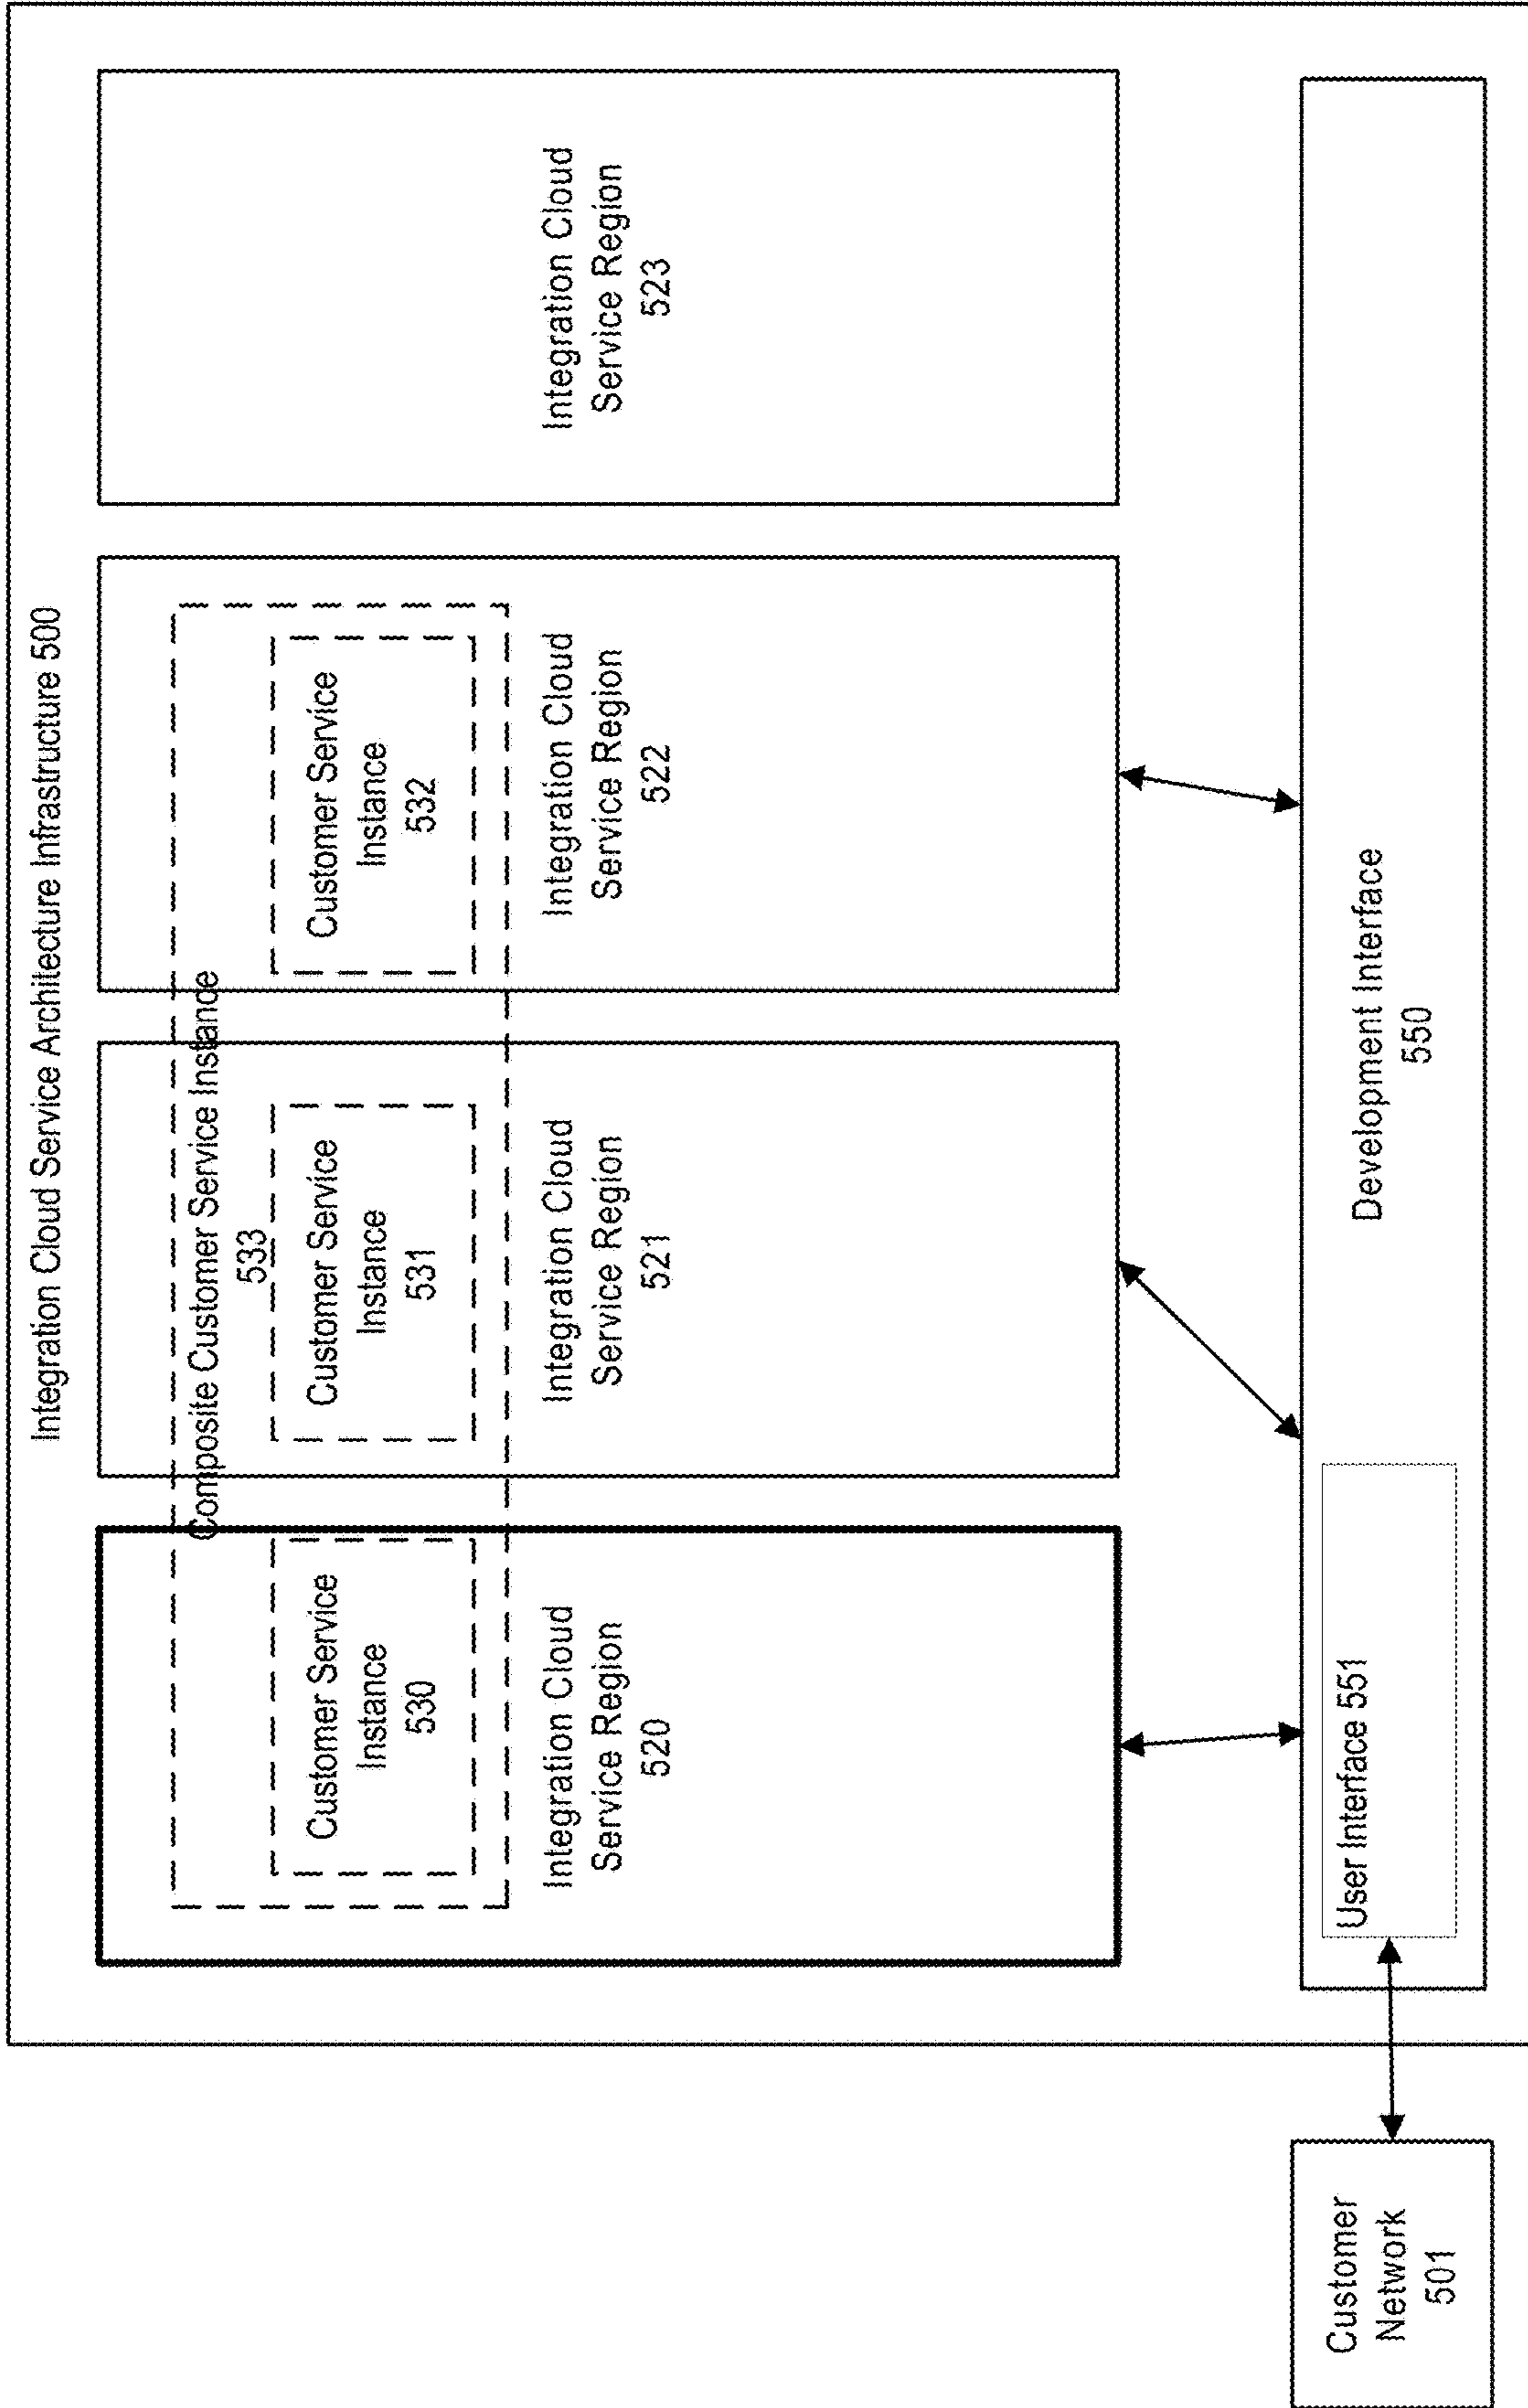 Integration Cloud Service Architecture Infrastructure 500
Composite Customer Service Instance
533
Customer Service
Instance
530
Customer Service
Instance
531
Customer Service
Instance
532
Integration Cloud
Service Region
520
Integration Cloud
Service Region
521
Integration Cloud
Service Region
522
Integration Cloud
Service Region
523
Customer
Network
501
User Interface 551
Development Interface
550